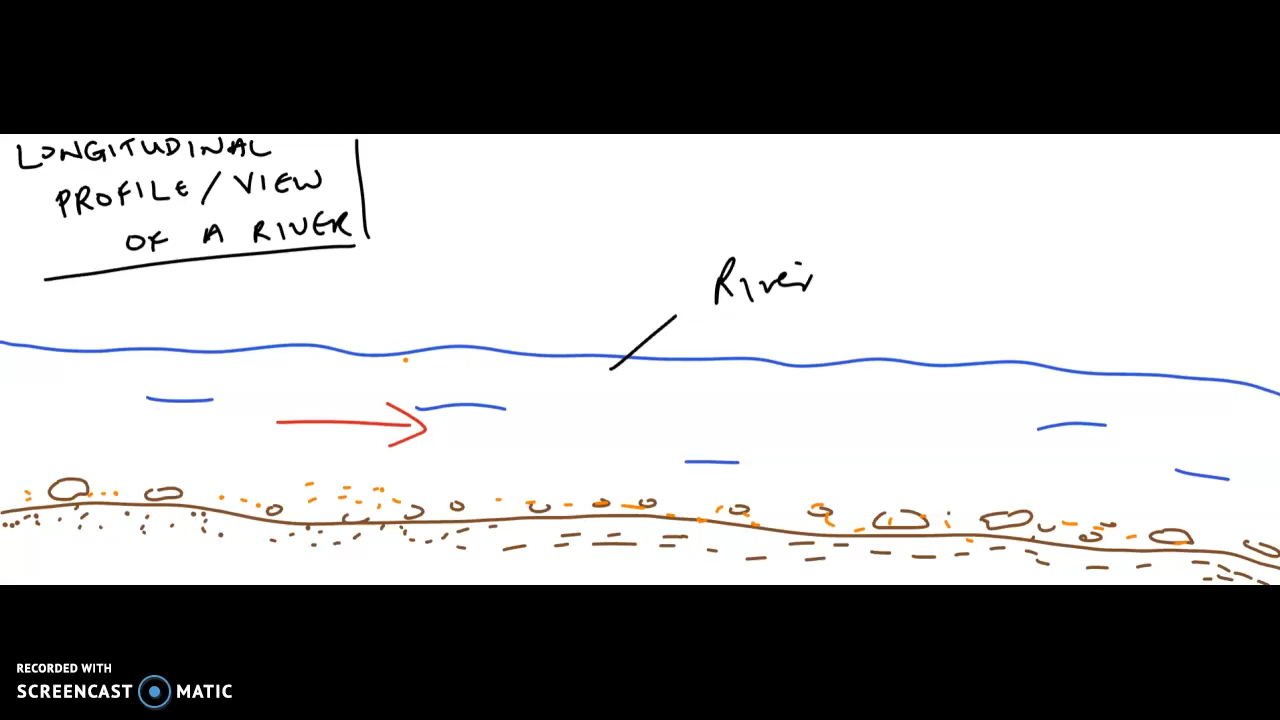 LONGITUDINAL
PROFILE/VIEW
OF A RIVER
River
RECORDED WITH
SCREENCAST MATIC